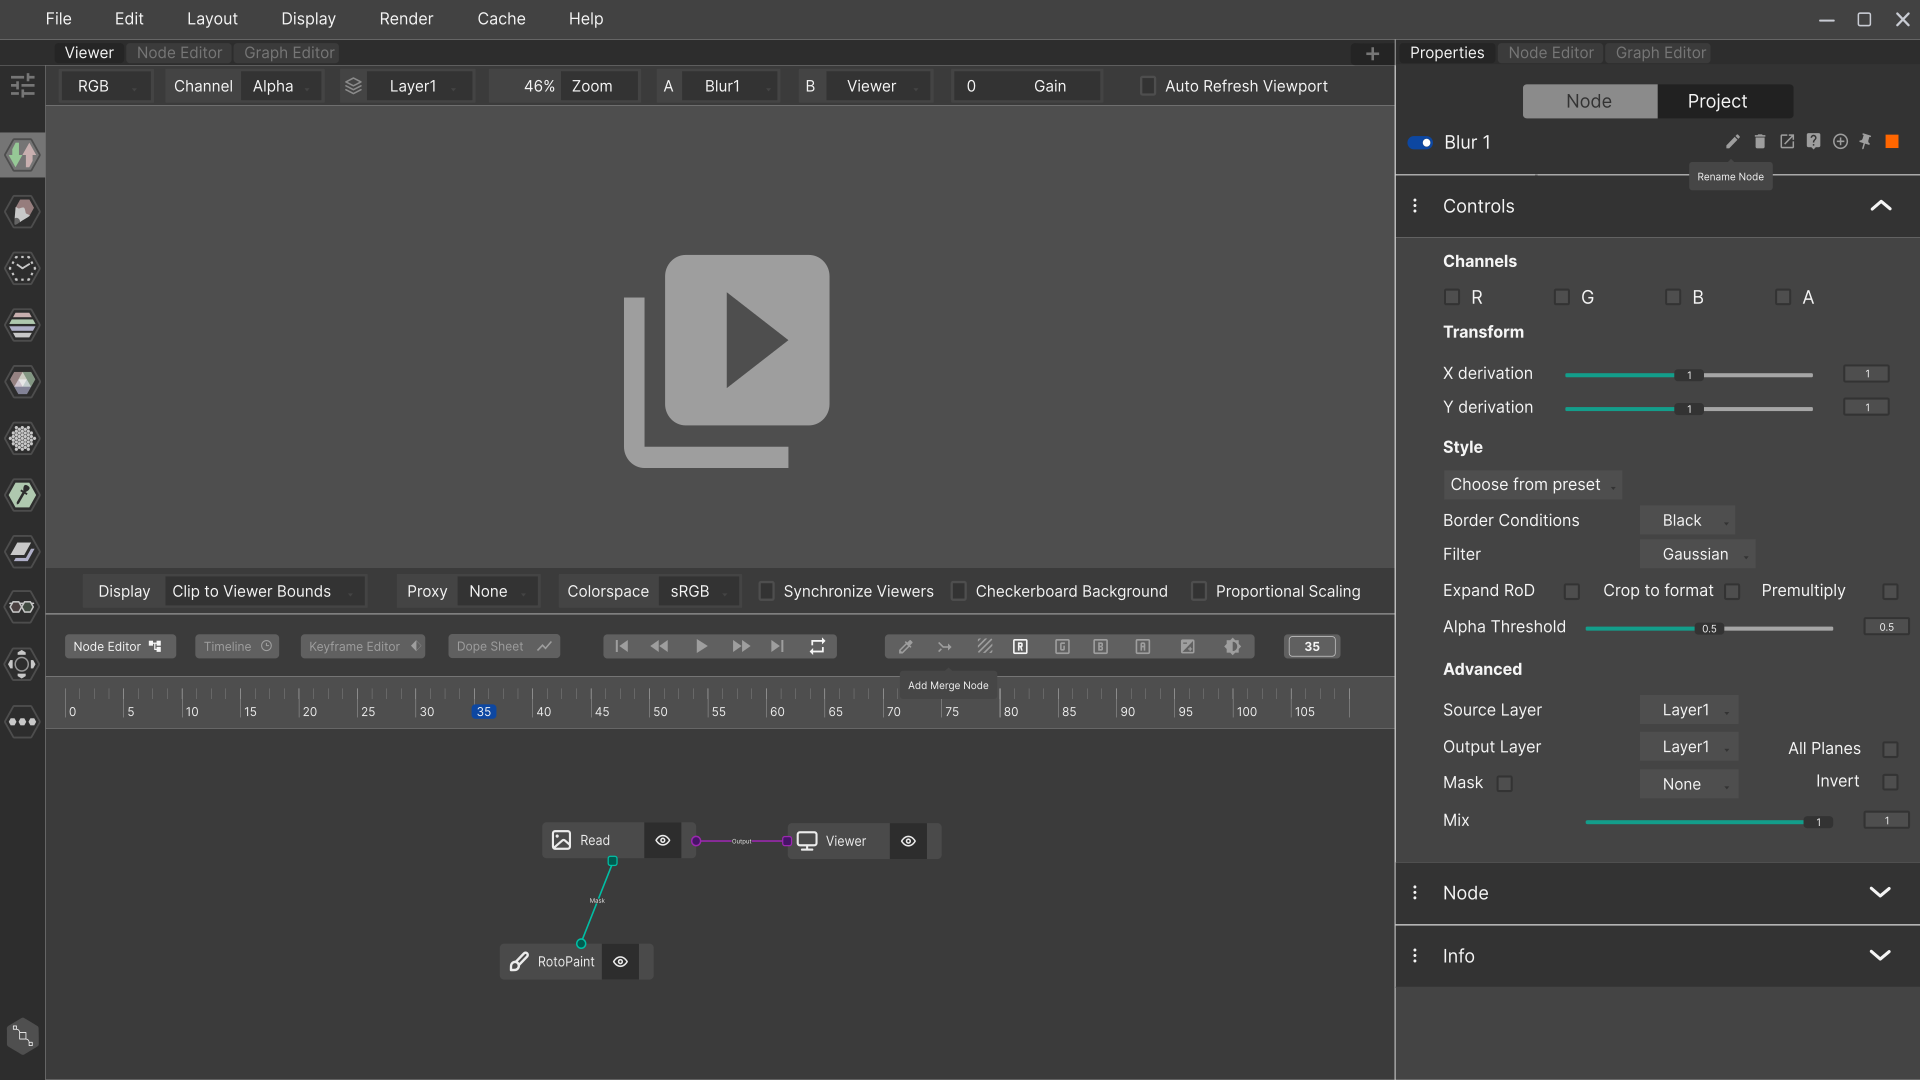 File Edit Layout Display Render Cache Help
Viewer Node Editor Graph Editor
Properties Node Editor Graph Editor
RGB Channel Alpha Layer1 46% Zoom A Blur1 B Viewer 0 Gain Auto Refresh Viewport
Node Project
Blur 1
Rename Node
Controls
Channels
R G B A
Transform
X derivation 1 1
Y derivation 1 1
Style
Choose from preset
Border Conditions Black
Filter Gaussian
Expand RoD Crop to format Premultiply
Alpha Threshold 0.5 0.5
Advanced
Source Layer Layer1
Output Layer Layer1 All Planes
Mask None Invert
Mix 1 1
Node
Info
Display Clip to Viewer Bounds Proxy None Colorspace sRGB Synchronize Viewers Checkerboard Background Proportional Scaling
Node Editor Timeline Keyframe Editor Dope Sheet R G B A 35
Add Merge Node
0 5 10 15 20 25 30 35 40 45 50 55 60 65 70 75 80 85 90 95 100 105
Read Output Viewer
Mask
RotoPaint